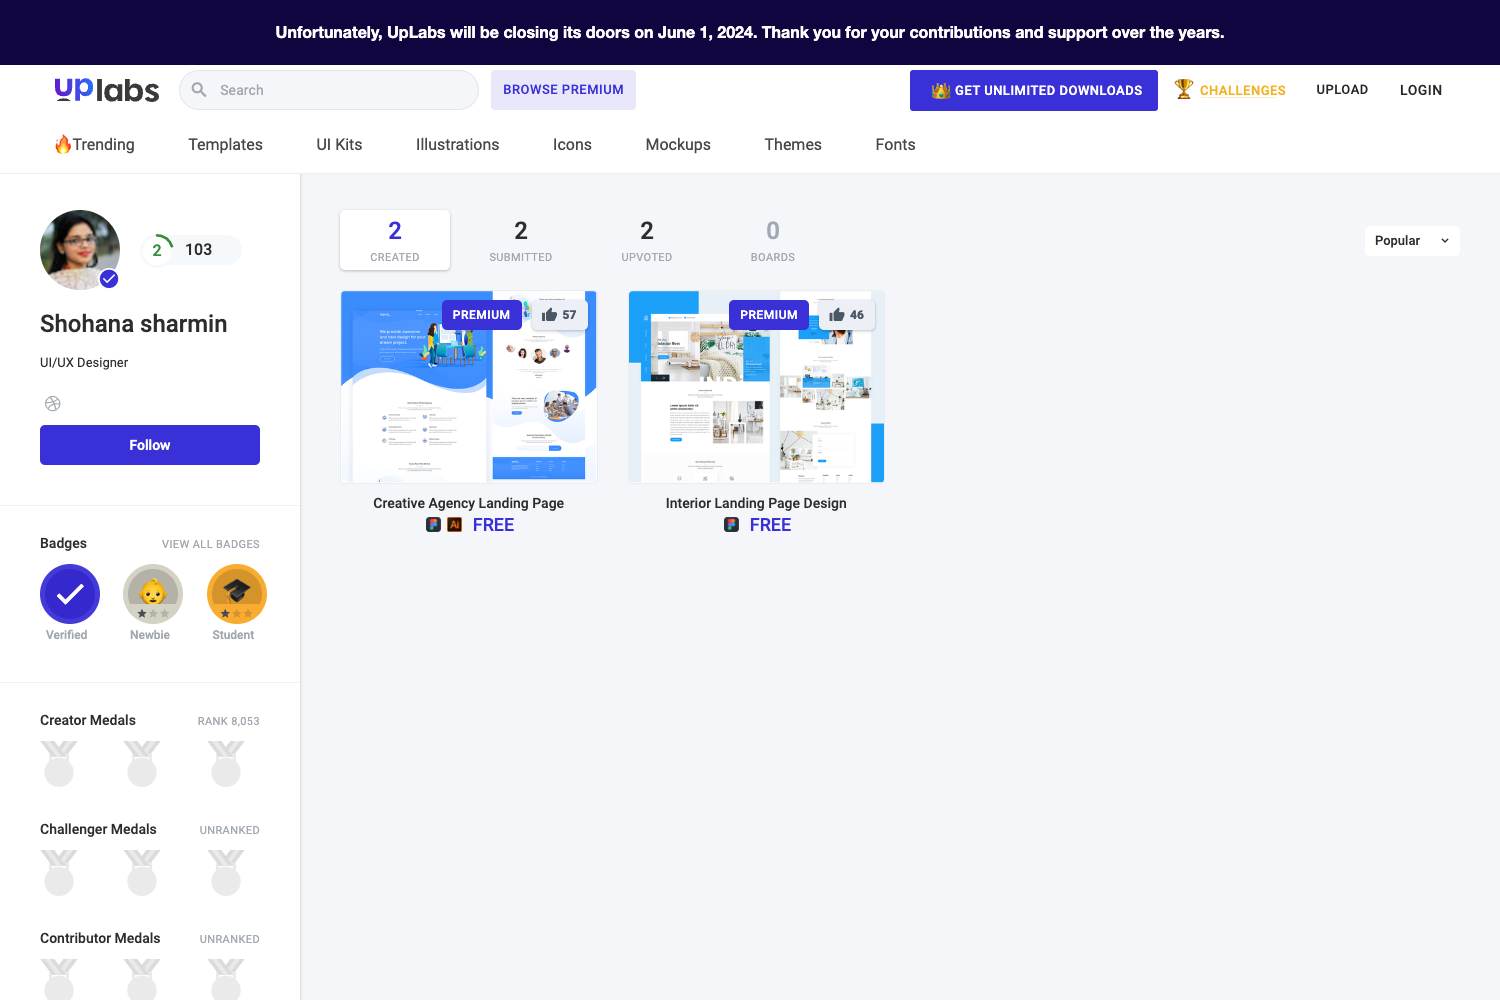 Unfortunately, UpLabs will be closing its doors on June 1, 2024. Thank you for your contributions and support over the years.
uplabs
Search
BROWSE PREMIUM
GET UNLIMITED DOWNLOADS
CHALLENGES
UPLOAD
LOGIN
Trending
Templates
UI Kits
Illustrations
Icons
Mockups
Themes
Fonts
2
103
Shohana sharmin
UI/UX Designer
Follow
Badges
VIEW ALL BADGES
Verified
Newbie
Student
Creator Medals
RANK 8,053
Challenger Medals
UNRANKED
Contributor Medals
UNRANKED
2
CREATED
2
SUBMITTED
2
UPVOTED
0
BOARDS
Popular
PREMIUM
57
Creative Agency Landing Page
Ai
FREE
PREMIUM
46
Interior Landing Page Design
FREE